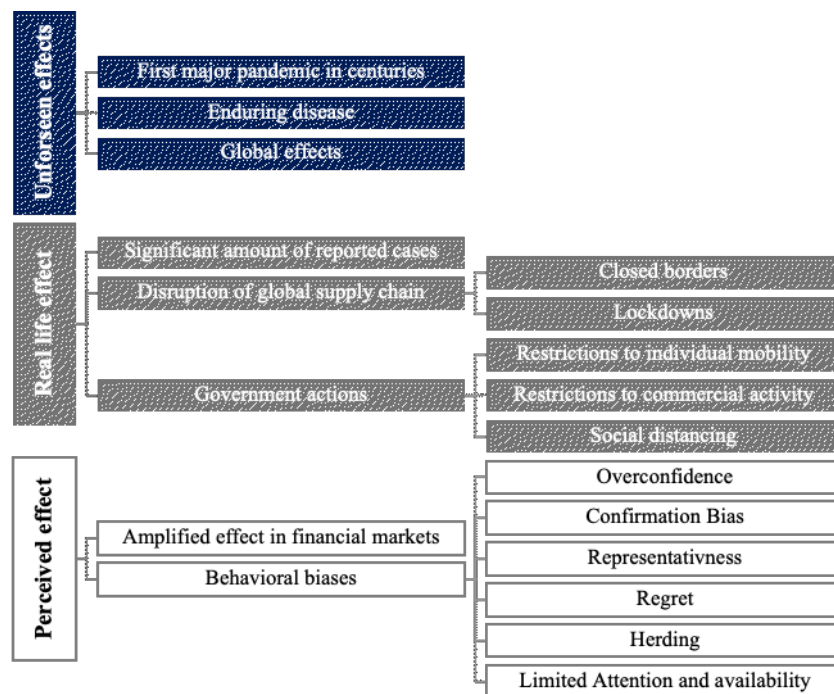 Unforseen effects
First major pandemic in centuries
Enduring disease
Global effects
Real life effect
Significant amount of reported cases
Disruption of global supply chain
Closed borders
Lockdowns
Government actions
Restrictions to individual mobility
Restrictions to commercial activity
Social distancing
Perceived effect
Amplified effect in financial markets
Behavioral biases
Overconfidence
Confirmation Bias
Representativness
Regret
Herding
Limited Attention and availability